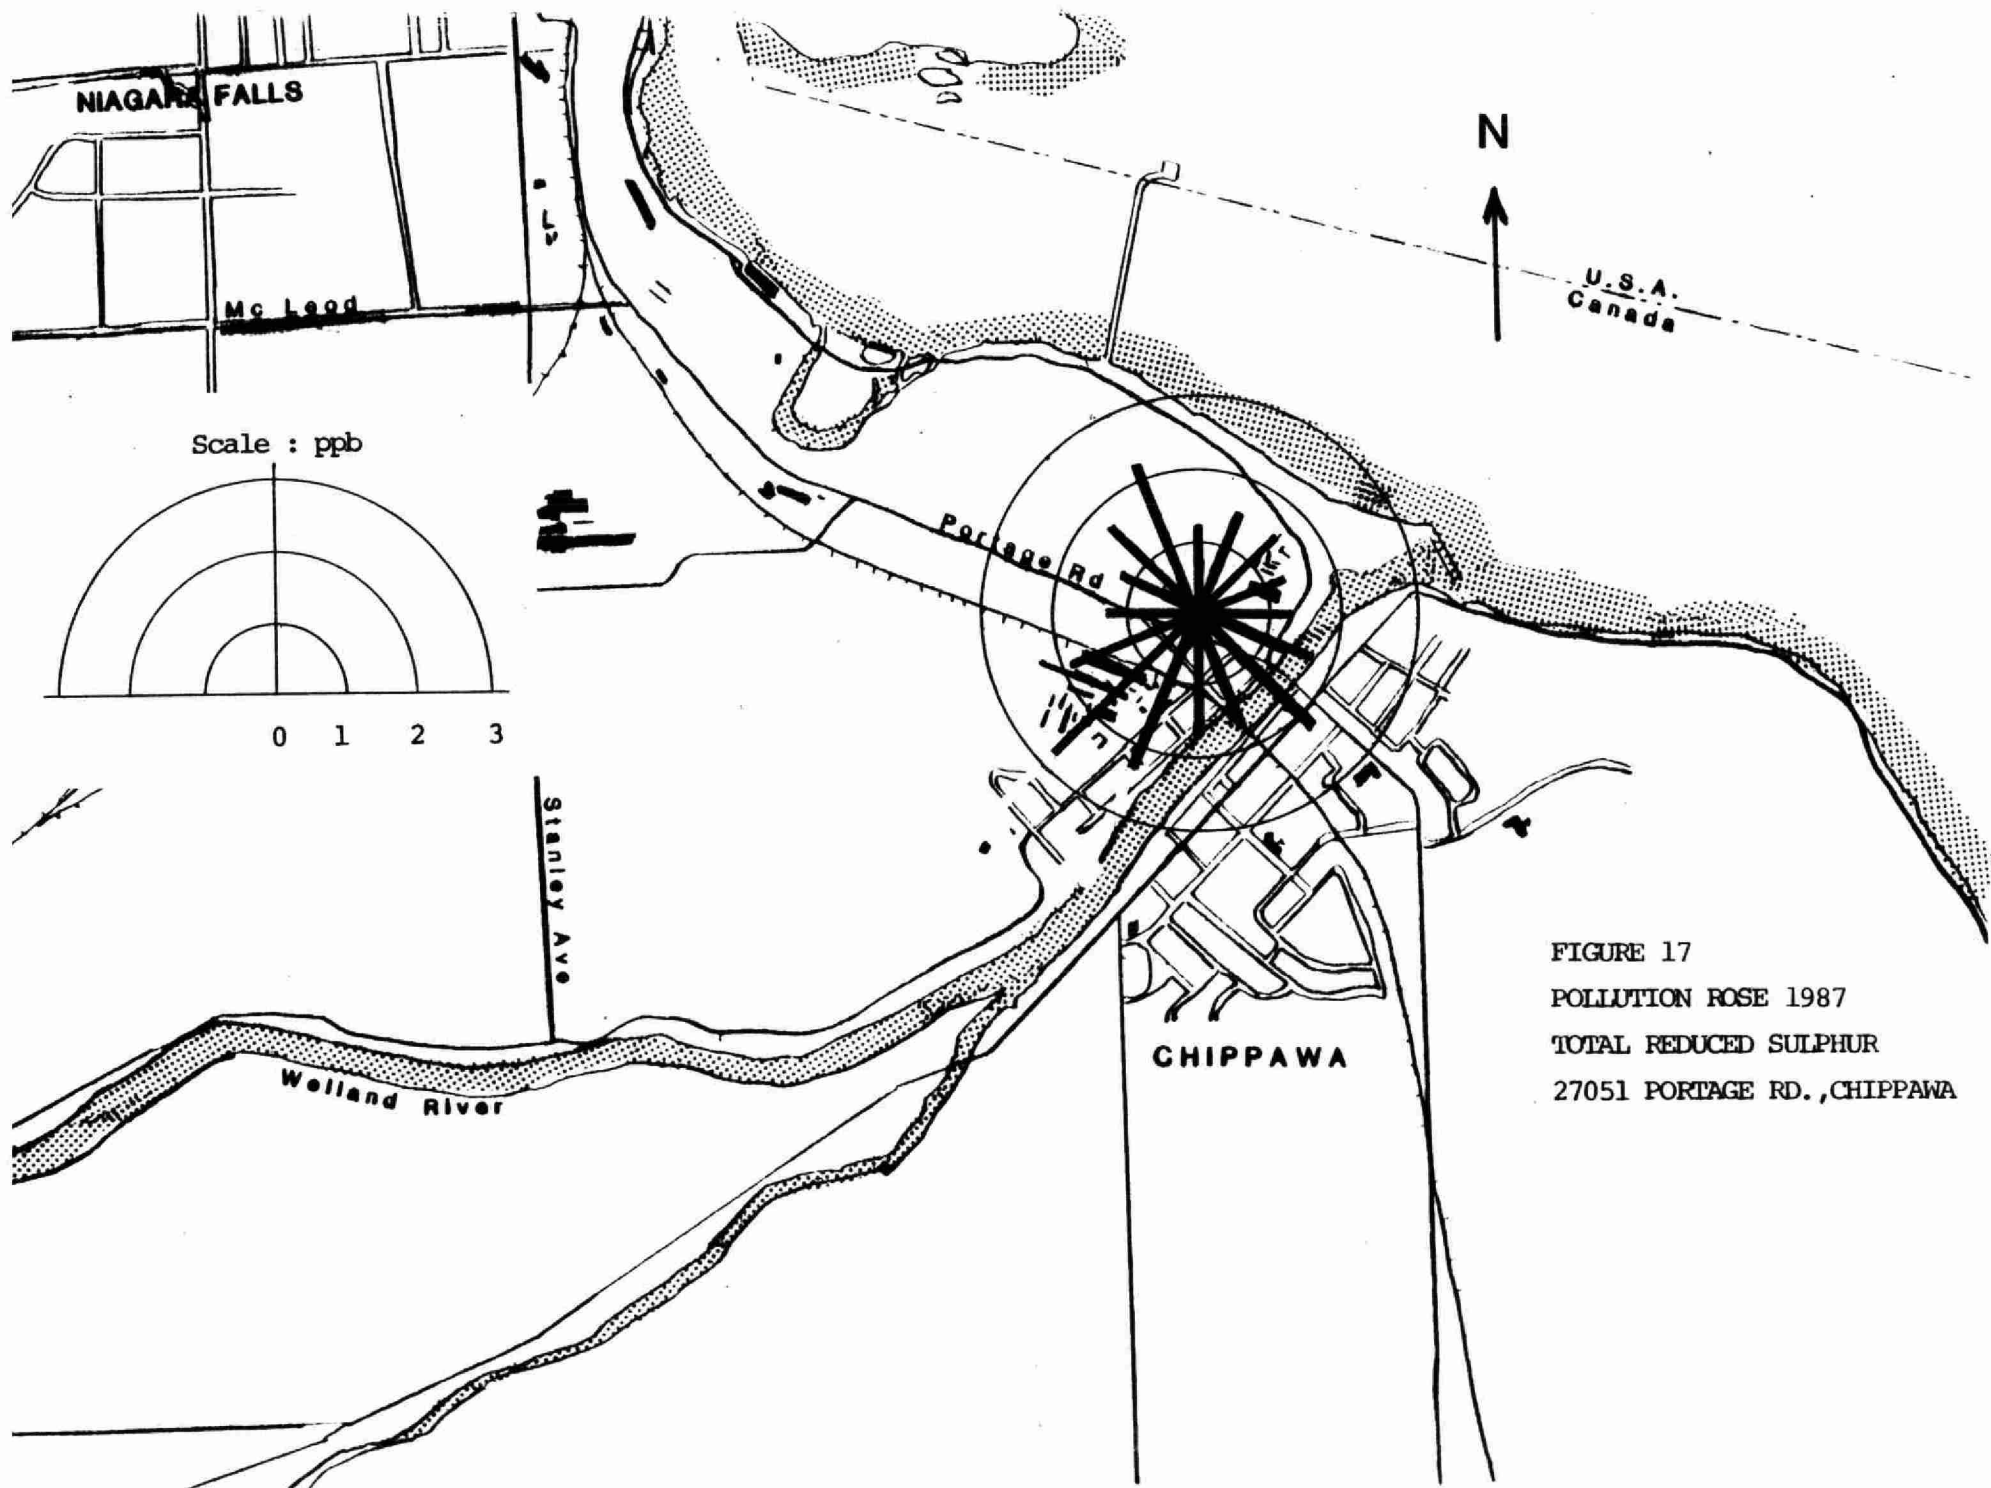 NIAGARA FALLS
N
U.S.A.
Canada
Mc Leod
Scale : ppb
Portage Rd
0 1 2 3
Stanley Ave
FIGURE 17
POLLUTION ROSE 1987
TOTAL REDUCED SULPHUR
27051 PORTAGE RD.,CHIPPAWA
CHIPPAWA
Welland River